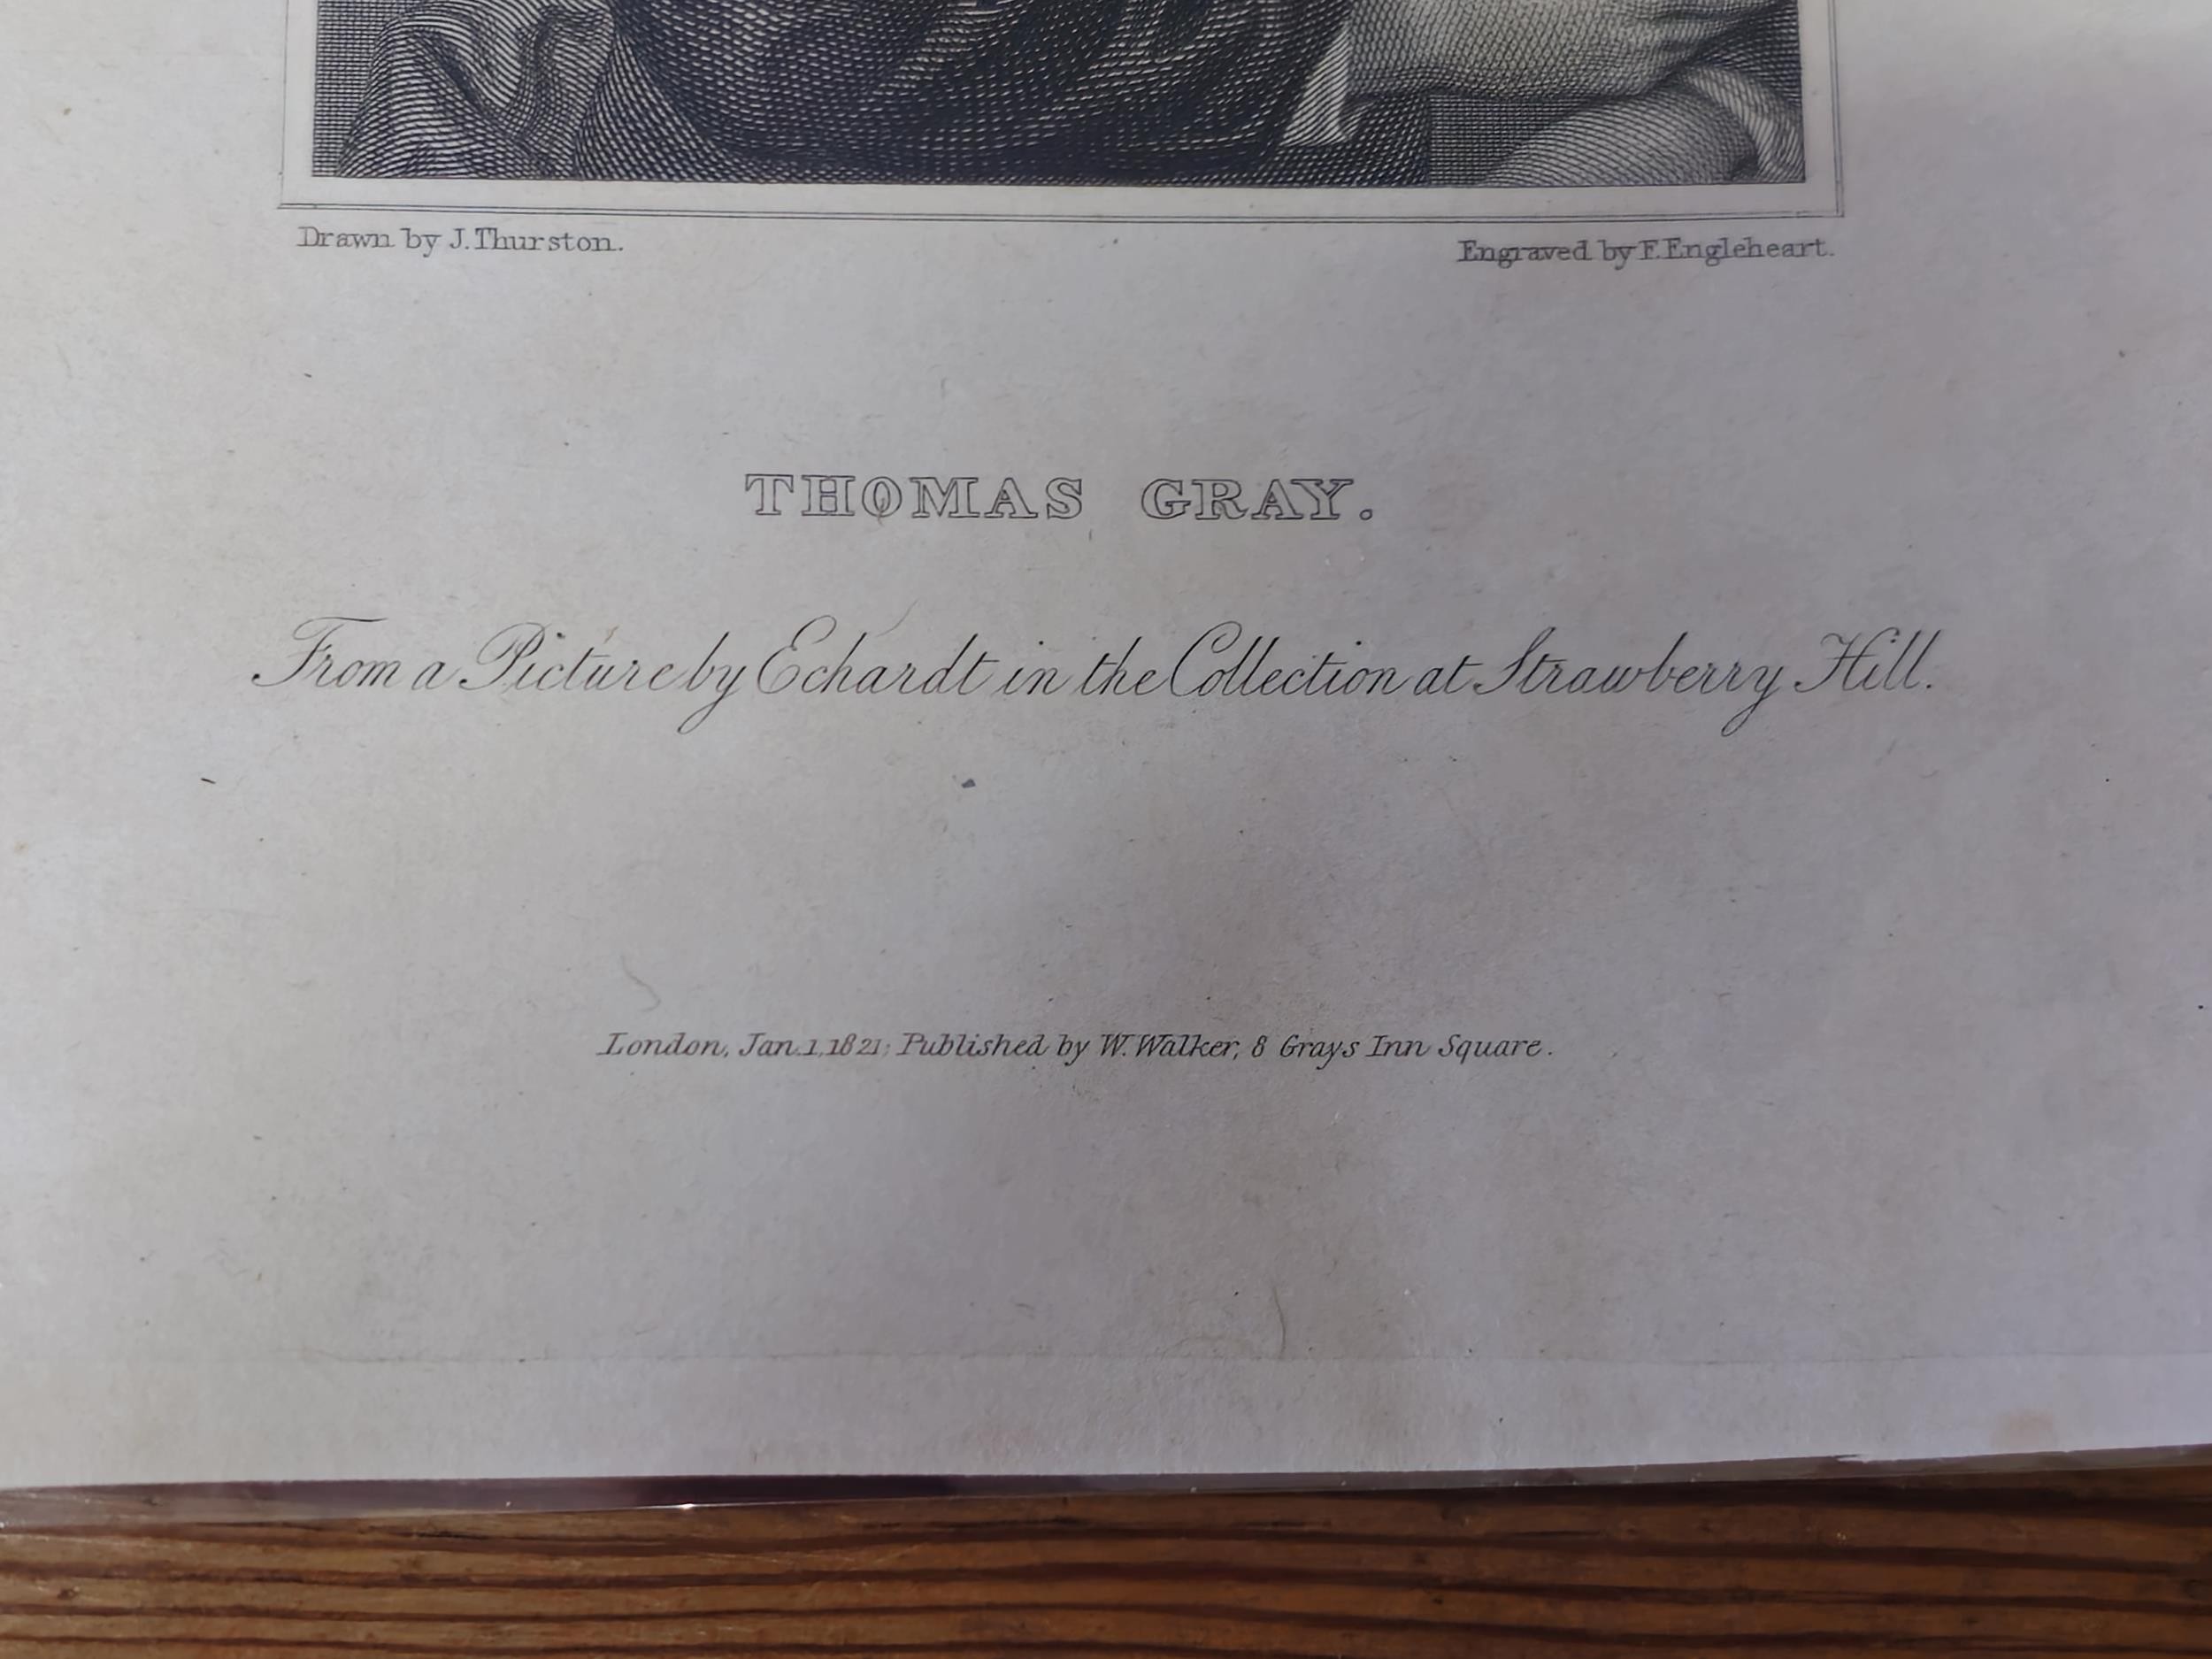 Drawn by J.Thurston.
Engraved by F.Engleheart.
THOMAS GRAY.
From a Picture by Echardt in the Collection at Strawberry Hill.
London, Jan.1,1821; Published by W.Walker, 8 Grays Inn Square.